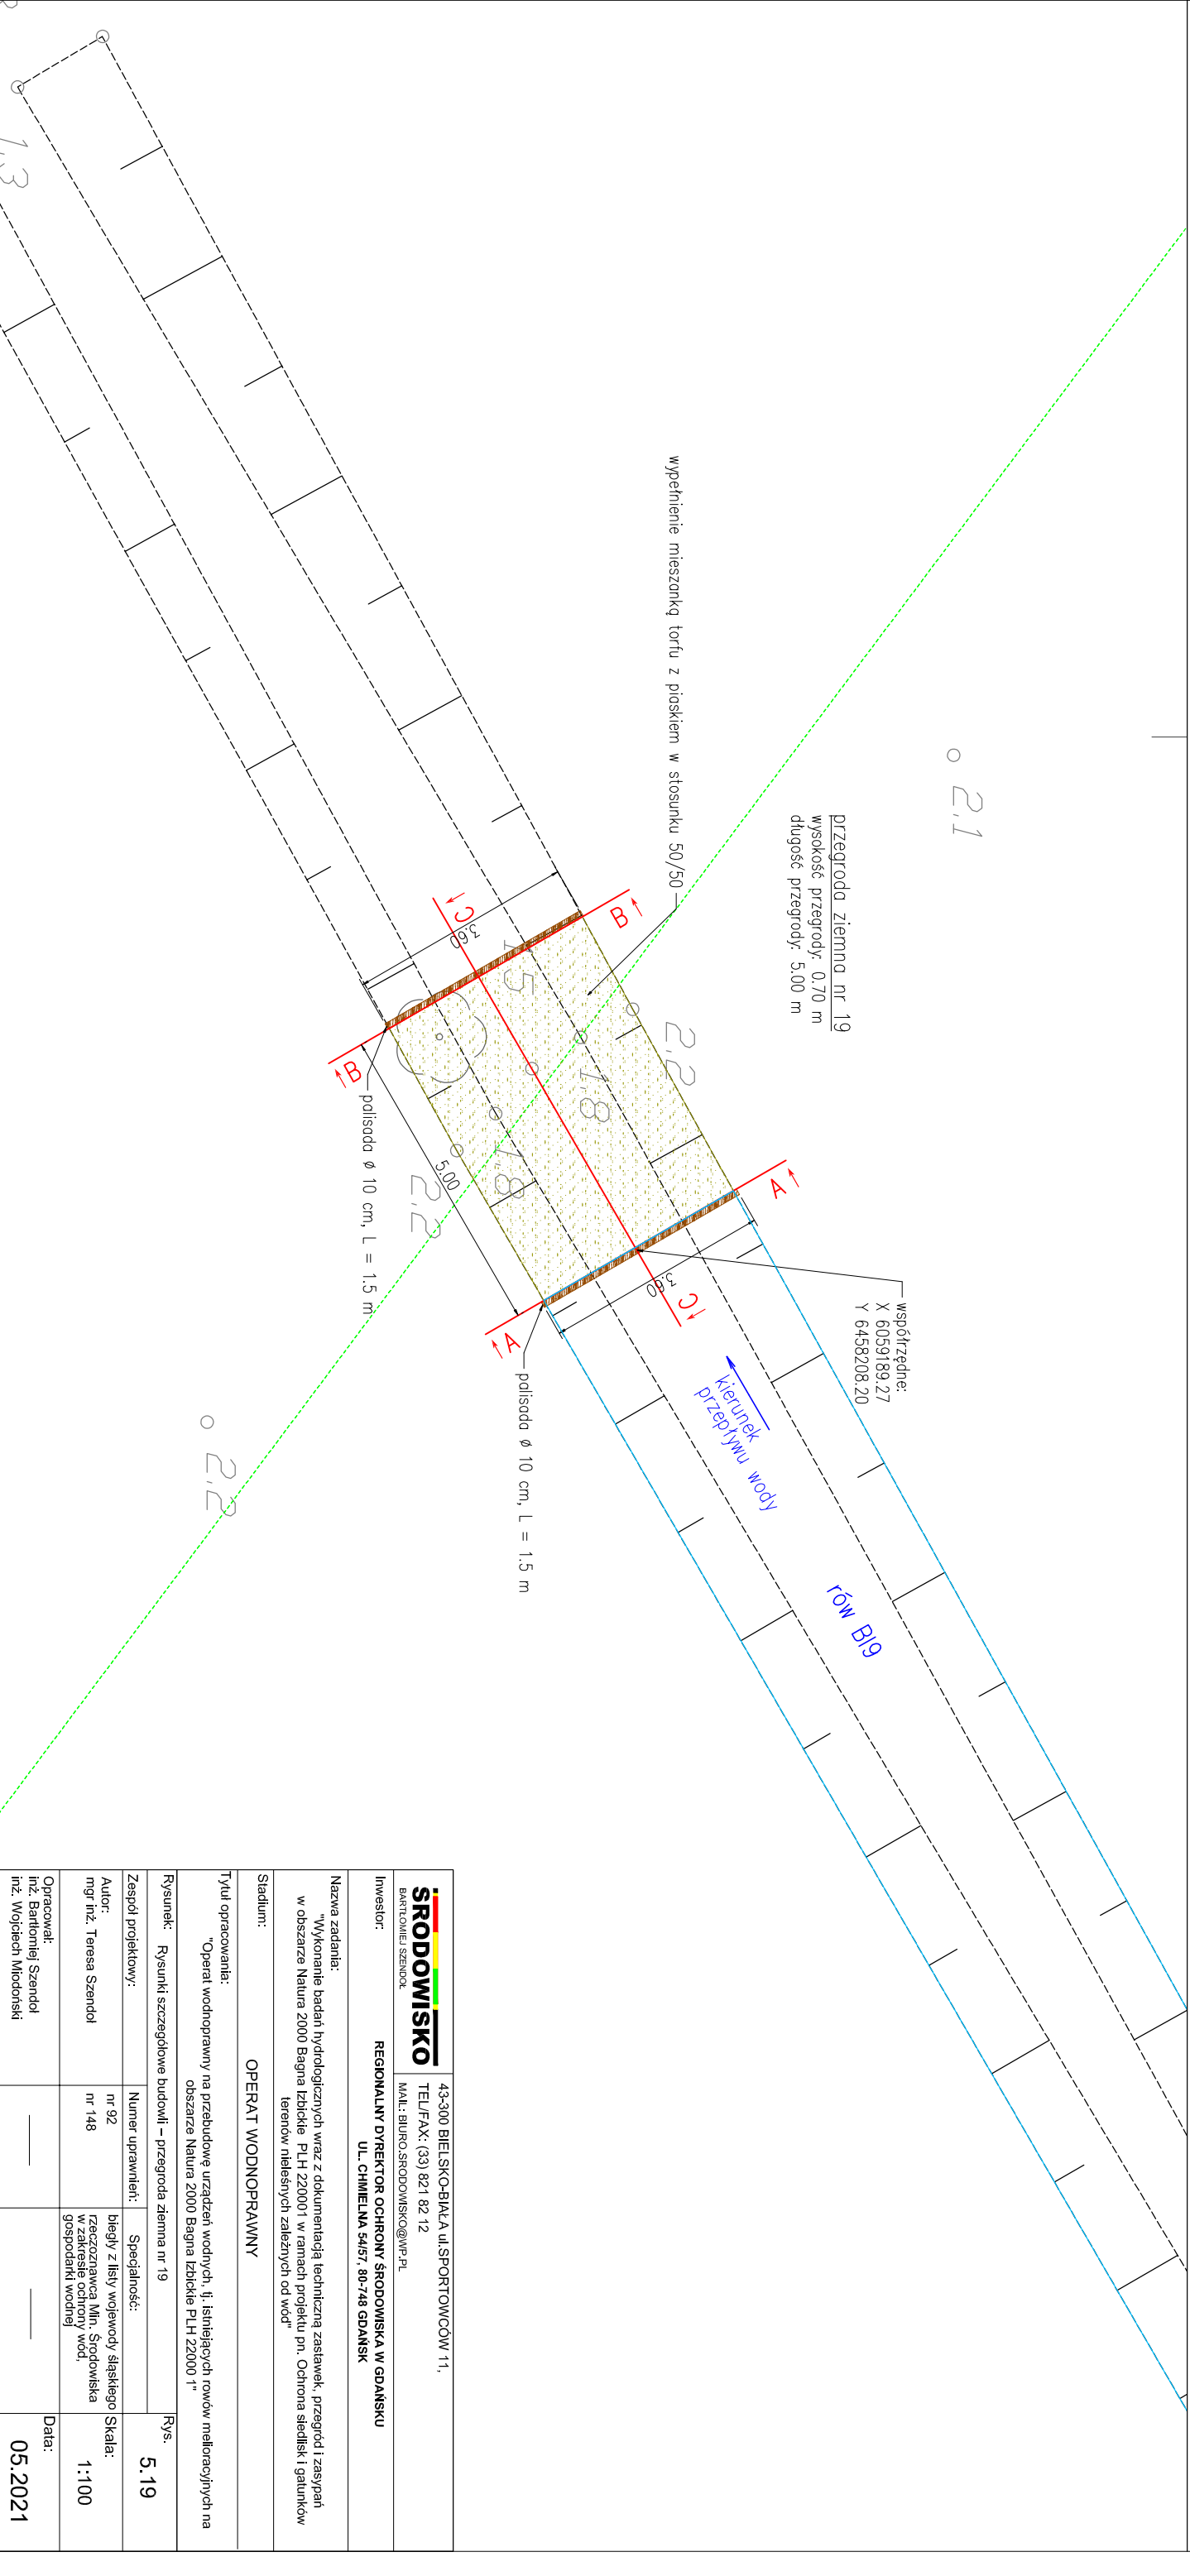 przegroda ziemna nr 19
wysokość przegrody: 0.70 m
długość przegrody: 5.00 m
2.1
wypełnienie mieszanką torfu z piaskiem w stosunku 50/50
współrzędne:
X 6059189.27
Y 6458208.20
B
B
C
C
A
A
3.60
3.60
5.00
1.5
2.2
1.8
1.8
2.2
2.2
1.3
palisada ø 10 cm, L = 1.5 m
palisada ø 10 cm, L = 1.5 m
kierunek
przepływu wody
rów BI9
ŚRODOWISKO
BARTŁOMIEJ SZENDOŁ
43-300 BIELSKO-BIAŁA ul.SPORTOWCÓW 11,
TEL/FAX: (33) 821 82 12
MAIL: BIURO.SRODOWISKO@WP.PL
Inwestor:
REGIONALNY DYREKTOR OCHRONY ŚRODOWISKA W GDAŃSKU
UL. CHMIELNA 54/57, 80-748 GDAŃSK
Nazwa zadania:
"Wykonanie badań hydrologicznych wraz z dokumentacją techniczną zastawek, przegród i zasypań
w obszarze Natura 2000 Bagna Izbickie PLH 220001 w ramach projektu pn. Ochrona siedlisk i gatunków
terenów nieleśnych zależnych od wód"
Stadium:
OPERAT WODNOPRAWNY
Tytuł opracowania:
"Operat wodnoprawny na przebudowę urządzeń wodnych, tj. istniejących rowów melioracyjnych na
obszarze Natura 2000 Bagna Izbickie PLH 22000 1"
Rysunek: Rysunki szczegółowe budowli – przegroda ziemna nr 19
Rys.
5.19
Zespół projektowy:
Numer uprawnień:
Specjalność:
Autor:
mgr inż. Teresa Szendoł
nr 92
nr 148
biegły z listy wojewody śląskiego
rzeczoznawca Min. Środowiska
w zakresie ochrony wód,
gospodarki wodnej
Skala:
1:100
Opracował:
inż. Bartłomiej Szendoł
inż. Wojciech Miodoński
Data:
05.2021